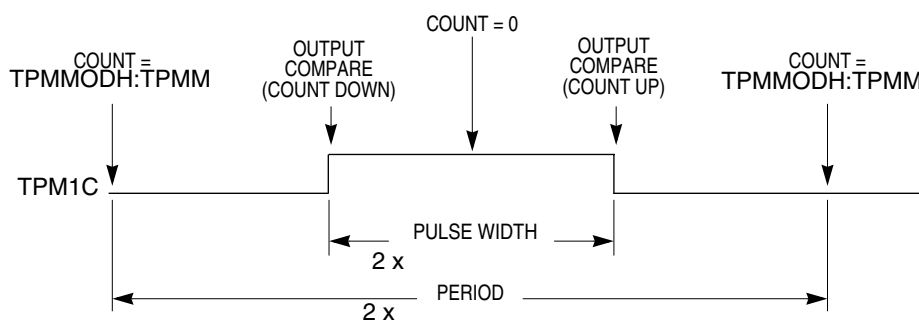 COUNT = 0
COUNT =
TPMMODH:TPMM
OUTPUT
COMPARE
(COUNT DOWN)
OUTPUT
COMPARE
(COUNT UP)
COUNT =
TPMMODH:TPMM
TPM1C
PULSE WIDTH
2 x
PERIOD
2 x